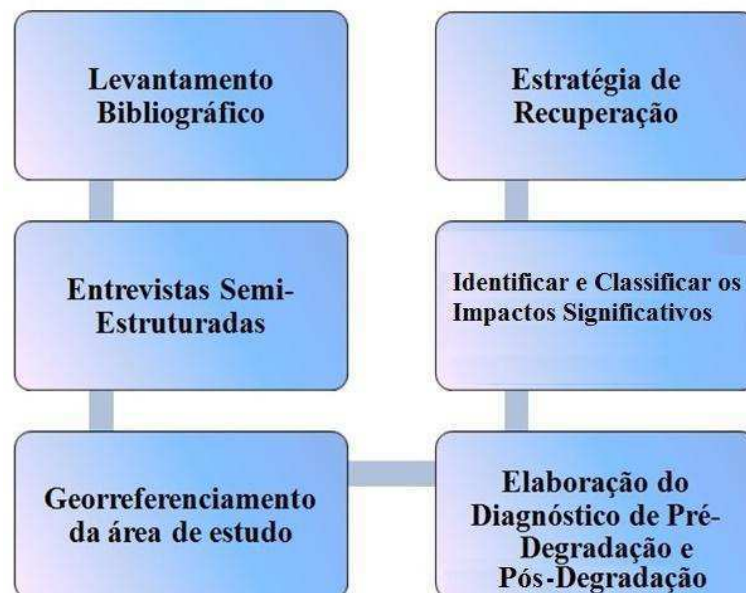 Levantamento
Bibliográfico
Entrevistas Semi-
Estruturadas
Georreferenciamento
da área de estudo
Elaboração do
Diagnóstico de Pré-
Degradação e
Pós-Degradação
Identificar e Classificar os
Impactos Significativos
Estratégia de
Recuperação